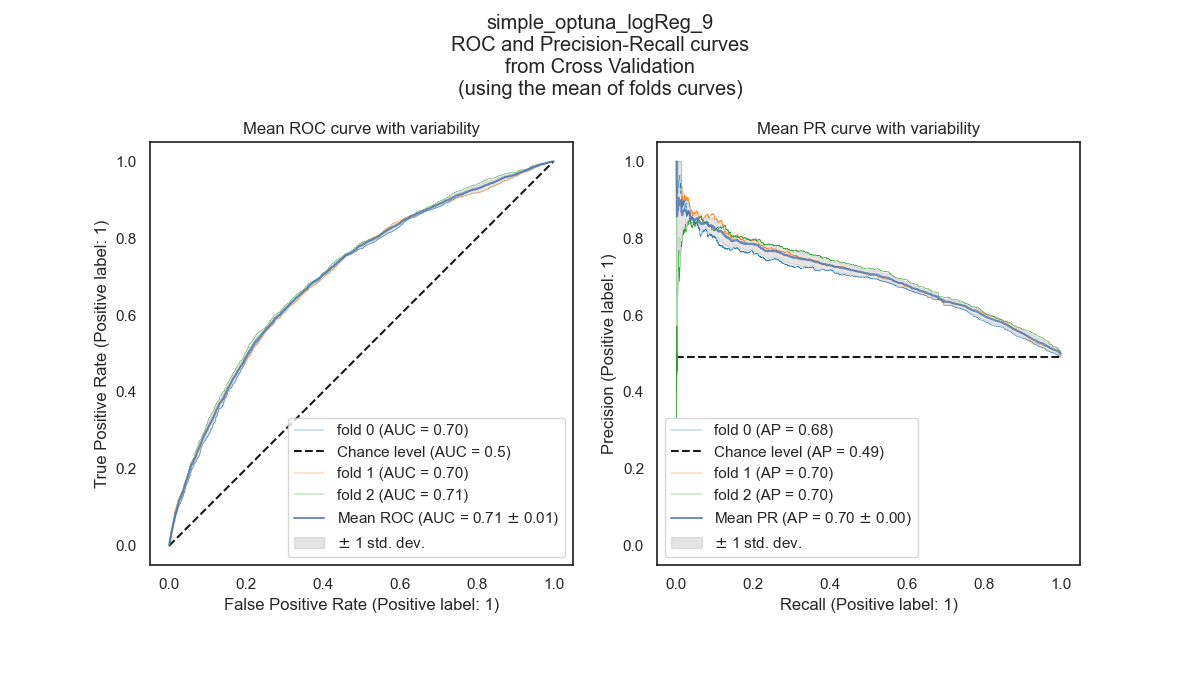 simple_optuna_logReg_9
ROC and Precision-Recall curves
from Cross Validation
(using the mean of folds curves)
Mean ROC curve with variability
True Positive Rate (Positive label: 1)
1.0
0.8
0.6
0.4
0.2
0.0
fold 0 (AUC = 0.70)
Chance level (AUC = 0.5)
fold 1 (AUC = 0.70)
fold 2 (AUC = 0.71)
Mean ROC (AUC = 0.71 ± 0.01)
± 1 std. dev.
0.0 0.2 0.4 0.6 0.8 1.0
False Positive Rate (Positive label: 1)
Mean PR curve with variability
Precision (Positive label: 1)
1.0
0.8
0.6
0.4
0.2
0.0
fold 0 (AP = 0.68)
Chance level (AP = 0.49)
fold 1 (AP = 0.70)
fold 2 (AP = 0.70)
Mean PR (AP = 0.70 ± 0.00)
± 1 std. dev.
0.0 0.2 0.4 0.6 0.8 1.0
Recall (Positive label: 1)